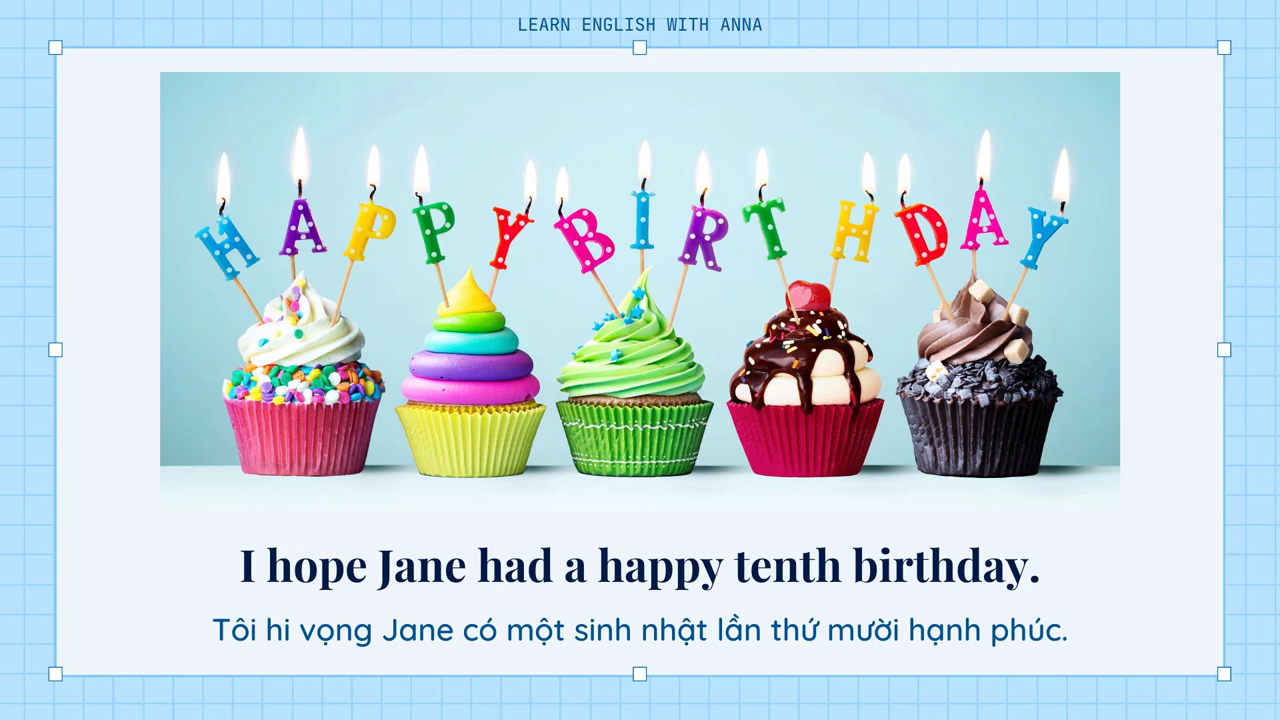 LEARN ENGLISH WITH ANNA
HAPPY BIRTHDAY
I hope Jane had a happy tenth birthday.
Tôi hi vọng Jane có một sinh nhật lần thứ mười hạnh phúc.